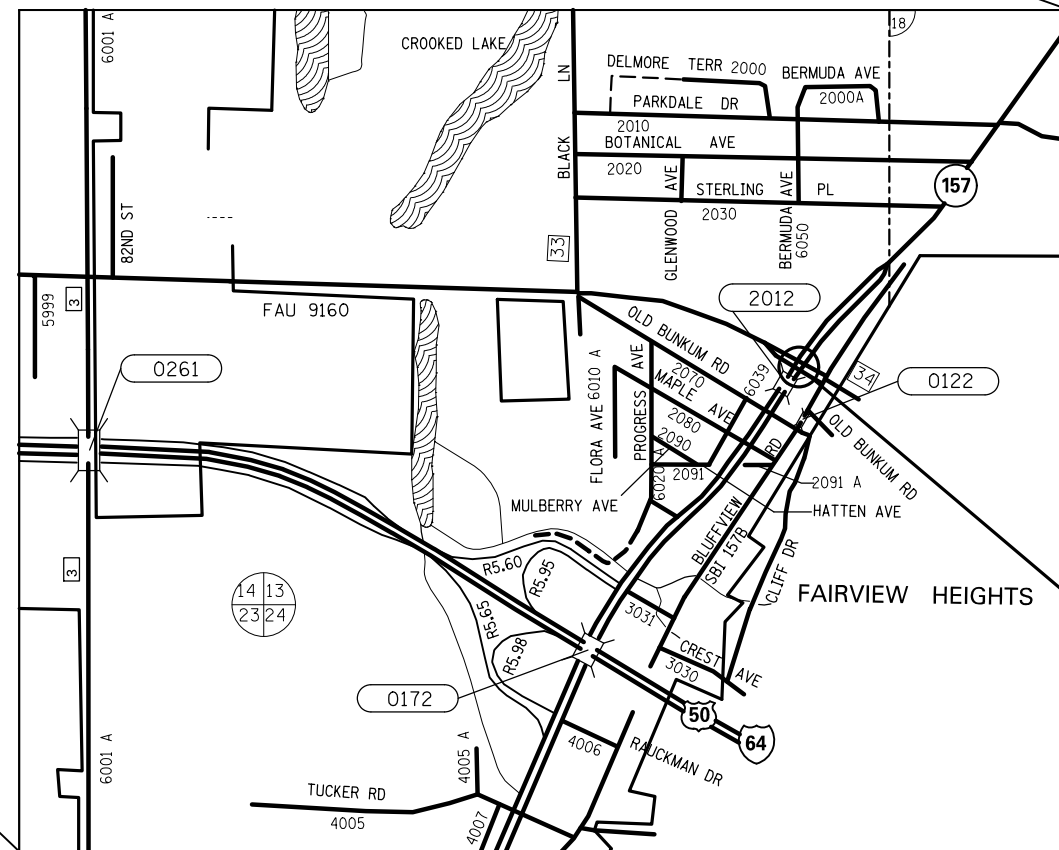 6001 A
CROOKED LAKE
BLACK LN
18
DELMORE TERR 2000
BERMUDA AVE
2000A
PARKDALE DR
2010
BOTANICAL AVE
2020
GLENWOOD AVE
STERLING PL
2030
BERMUDA AVE
6050
157
82ND ST
33
3
5999
FAU 9160
2012
OLD BUNKUM RD
0261
0122
34
6039
2070
MAPLE AVE
2080
2090
2091
FLORA AVE 6010 A
PROGRESS AVE
6020 A
MULBERRY AVE
OLD BUNKUM RD
2091 A
HATTEN AVE
BLUFFVIEW RD
SBI 157B
CLIFF DR
FAIRVIEW HEIGHTS
3
14 13
23 24
R5.60
R5.95
R5.65
R5.98
3031
CREST AVE
3030
0172
50
64
4006
RAUCKMAN DR
6001 A
4005 A
TUCKER RD
4005
4007